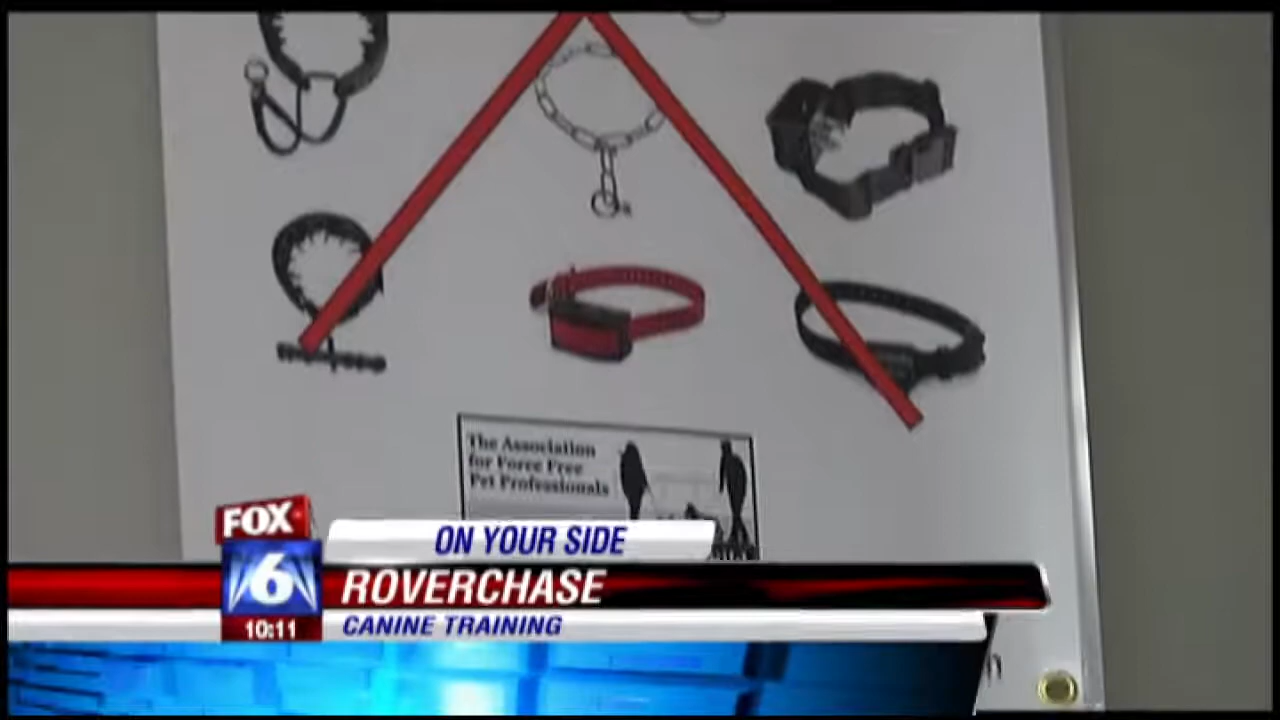 The Association
for Force Free
Pet Professionals
FOX
6
10:11
ON YOUR SIDE
ROVERCHASE
CANINE TRAINING